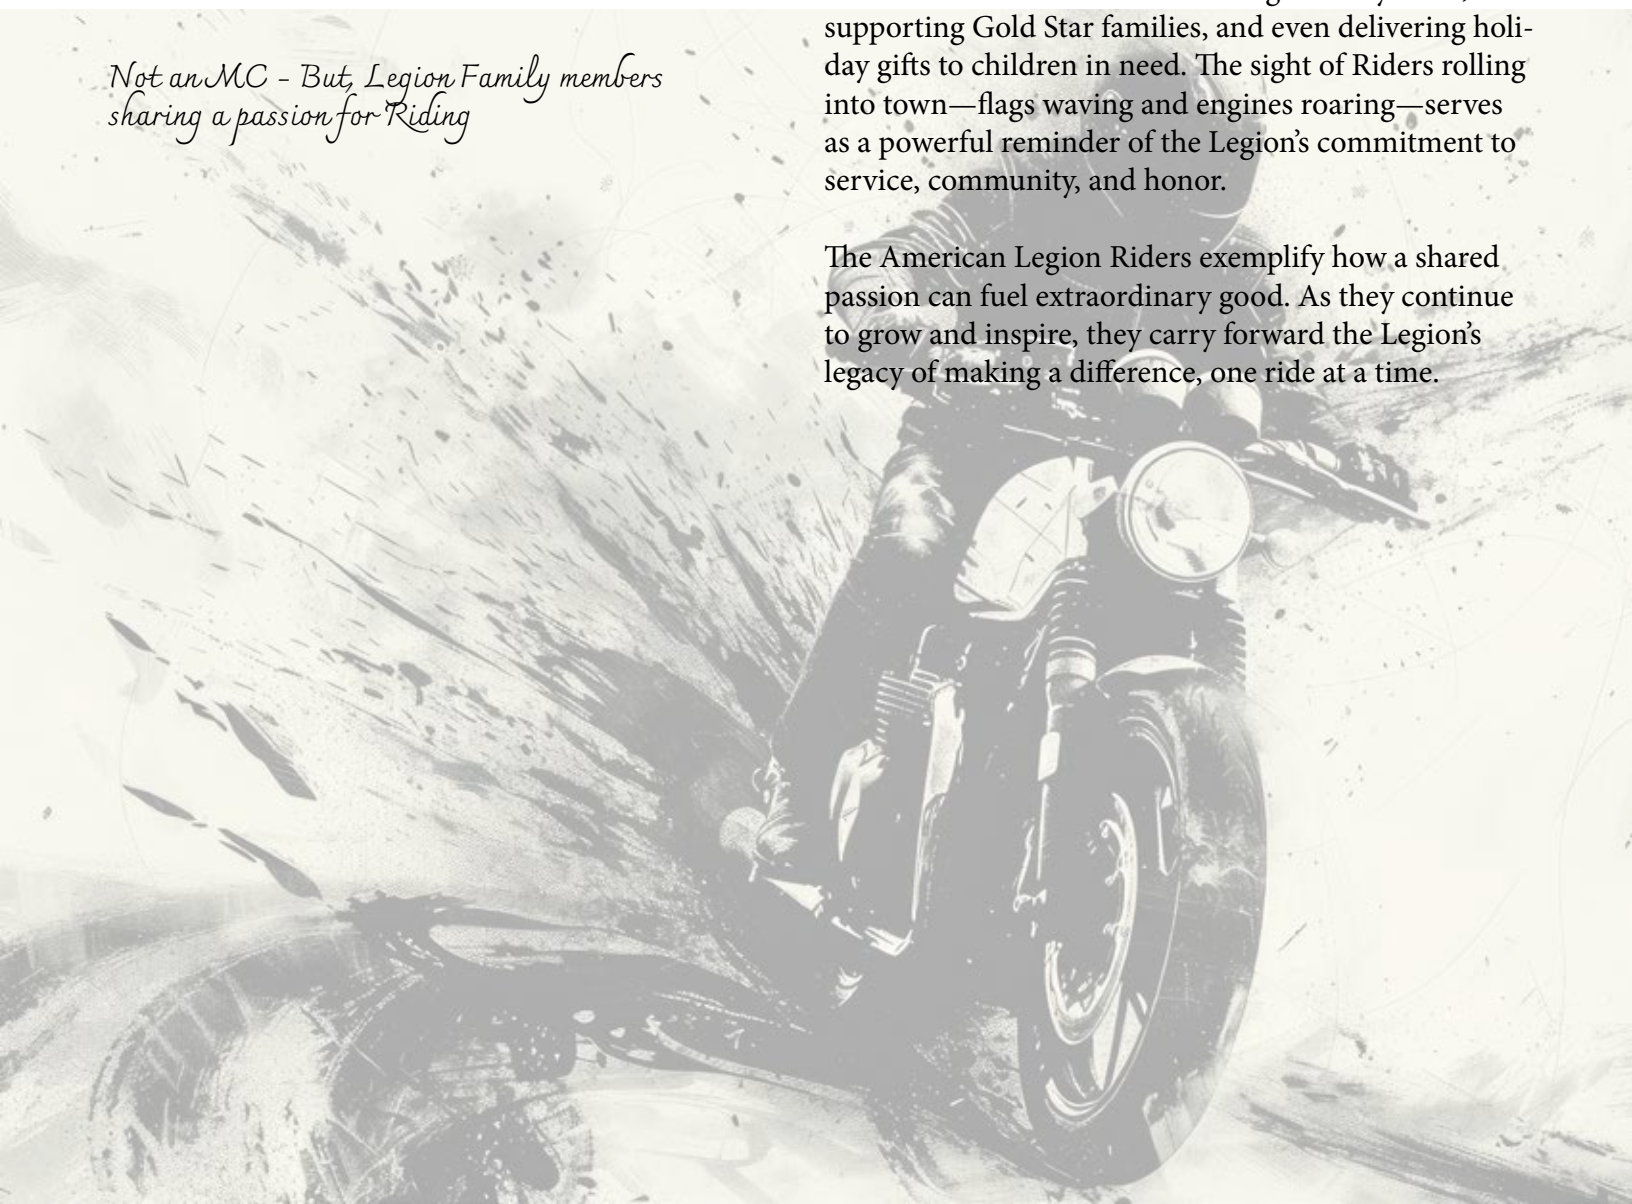 Not an MC - But, Legion Family members
sharing a passion for Riding
supporting Gold Star families, and even delivering holi-
day gifts to children in need. The sight of Riders rolling
into town—flags waving and engines roaring—serves
as a powerful reminder of the Legion’s commitment to
service, community, and honor.
The American Legion Riders exemplify how a shared
passion can fuel extraordinary good. As they continue
to grow and inspire, they carry forward the Legion’s
legacy of making a difference, one ride at a time.